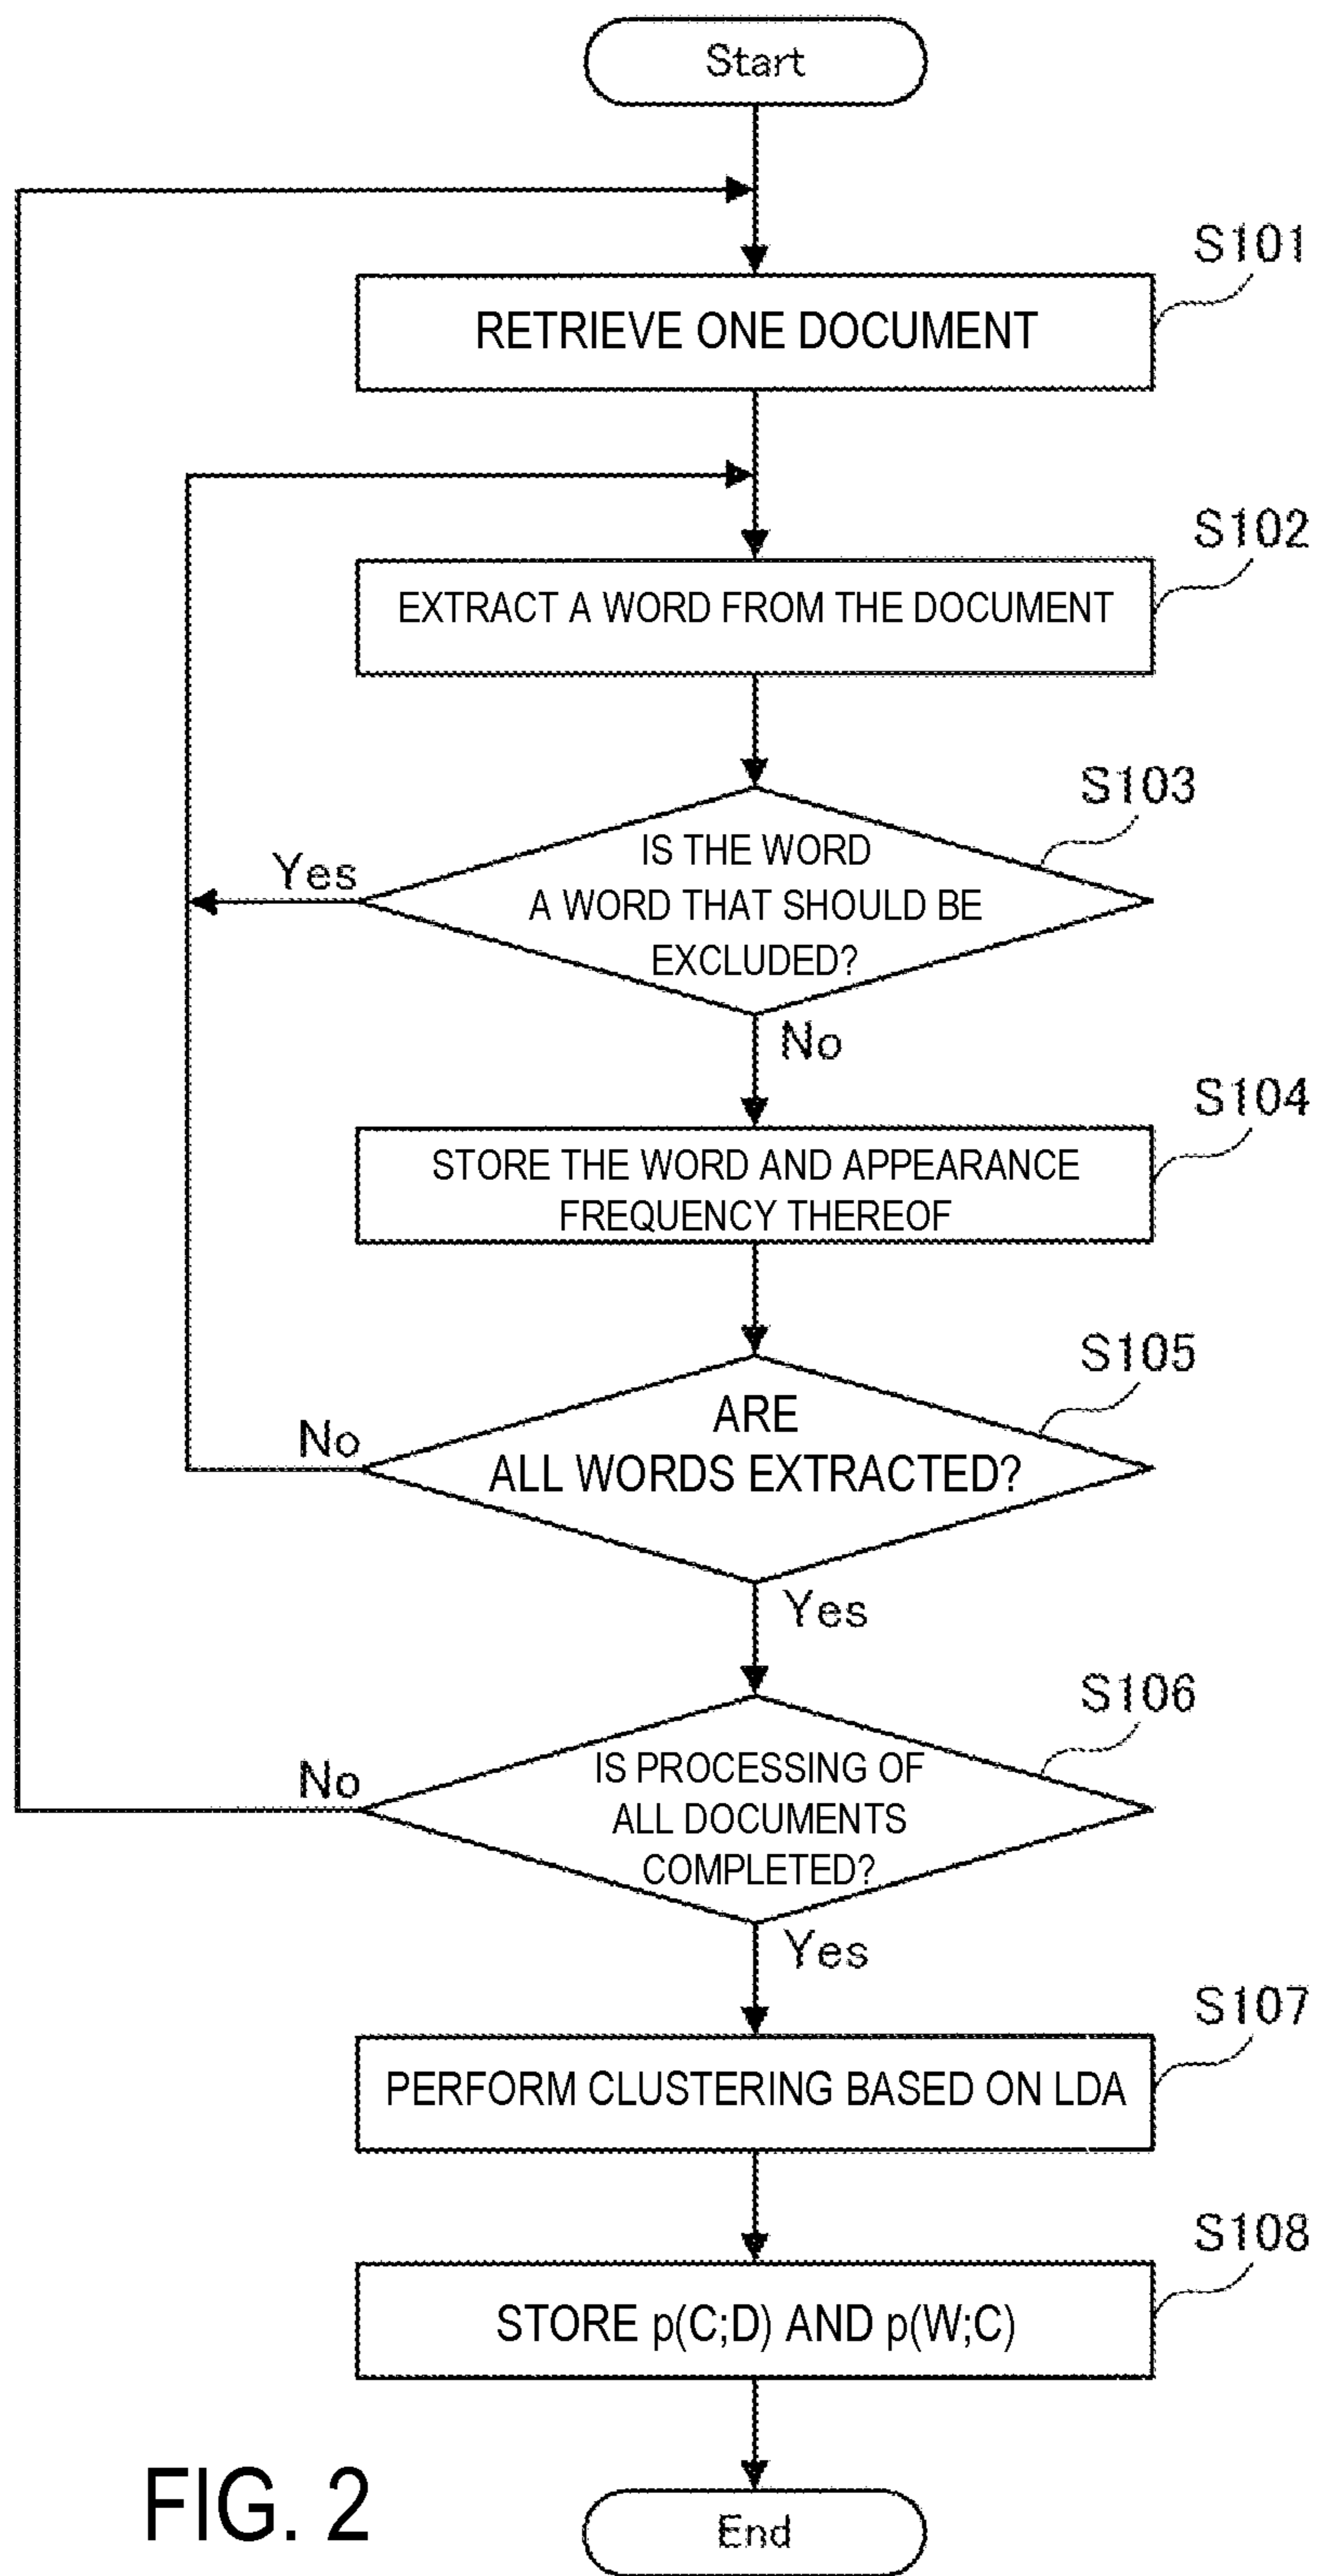 Start
S101
RETRIEVE ONE DOCUMENT
S102
EXTRACT A WORD FROM THE DOCUMENT
S103
IS THE WORD
Yes
A WORD THAT SHOULD BE
EXCLUDED?
No
S104
STORE THE WORD AND APPEARANCE
FREQUENCY THEREOF
S105
ARE
No
ALL WORDS EXTRACTED?
Yes
S106
IS PROCESSING OF
No
ALL DOCUMENTS
COMPLETED?
Yes
S107
PERFORM CLUSTERING BASED ON LDA
S108
STORE p(C;D) AND p(W;C)
FIG. 2
End